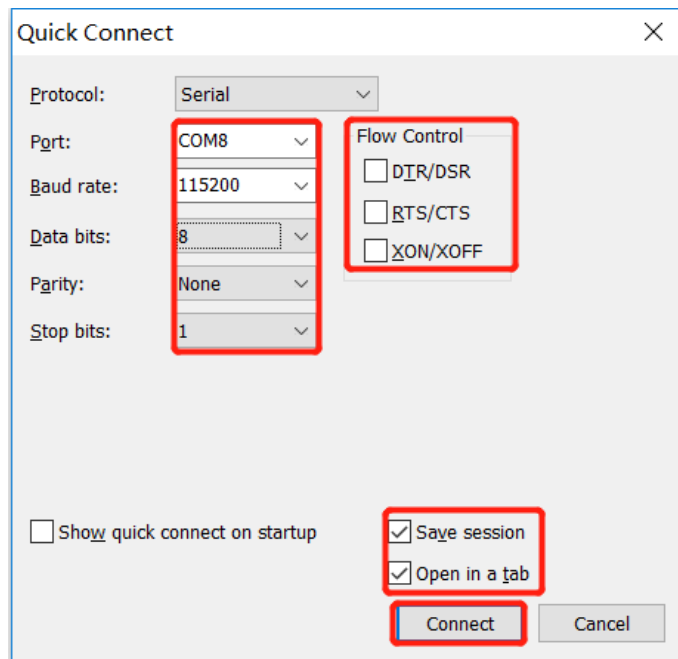 Quick Connect
Protocol: Serial
Port: COM8
Baud rate: 115200
Data bits: 8
Parity: None
Stop bits: 1
Flow Control
DTR/DSR
RTS/CTS
XON/XOFF
Show quick connect on startup
Save session
Open in a tab
Connect
Cancel